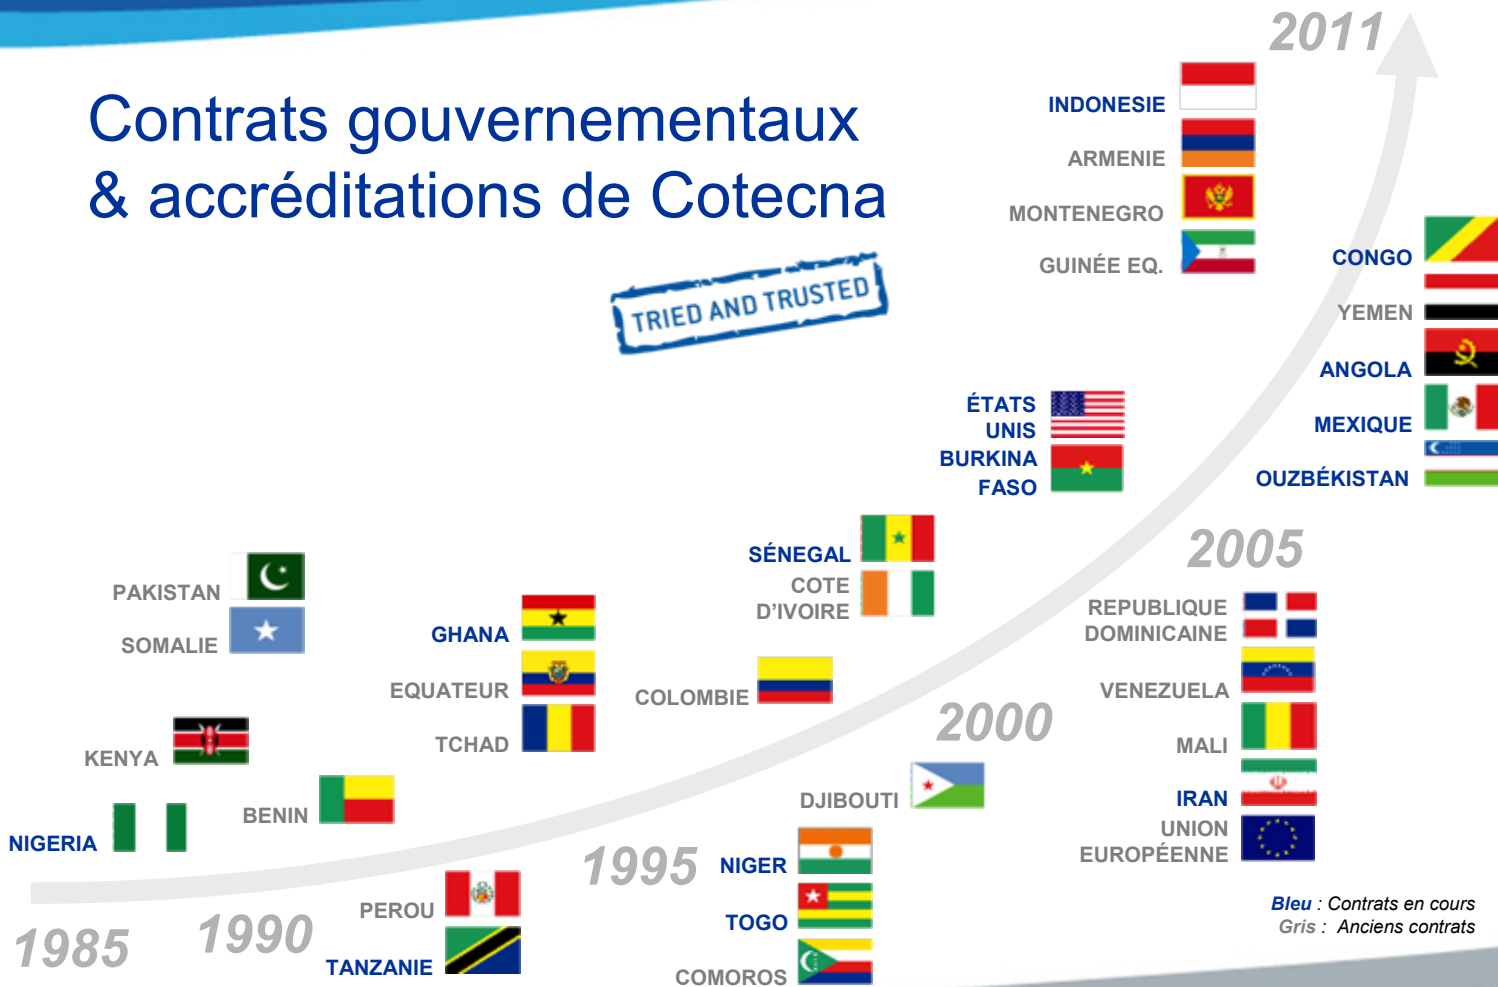 2011
Contrats gouvernementaux
& accréditations de Cotecna
TRIED AND TRUSTED
INDONESIE
ARMENIE
MONTENEGRO
GUINÉE EQ.
CONGO
YEMEN
ANGOLA
MEXIQUE
OUZBÉKISTAN
ÉTATS
UNIS
BURKINA
FASO
2005
SÉNEGAL
COTE
D'IVOIRE
PAKISTAN
SOMALIE
GHANA
EQUATEUR
TCHAD
COLOMBIE
REPUBLIQUE
DOMINICAINE
VENEZUELA
MALI
IRAN
UNION
EUROPÉENNE
2000
KENYA
NIGERIA
BENIN
DJIBOUTI
1995
NIGER
TOGO
COMOROS
PEROU
TANZANIE
1985
1990
Bleu : Contrats en cours
Gris : Anciens contrats